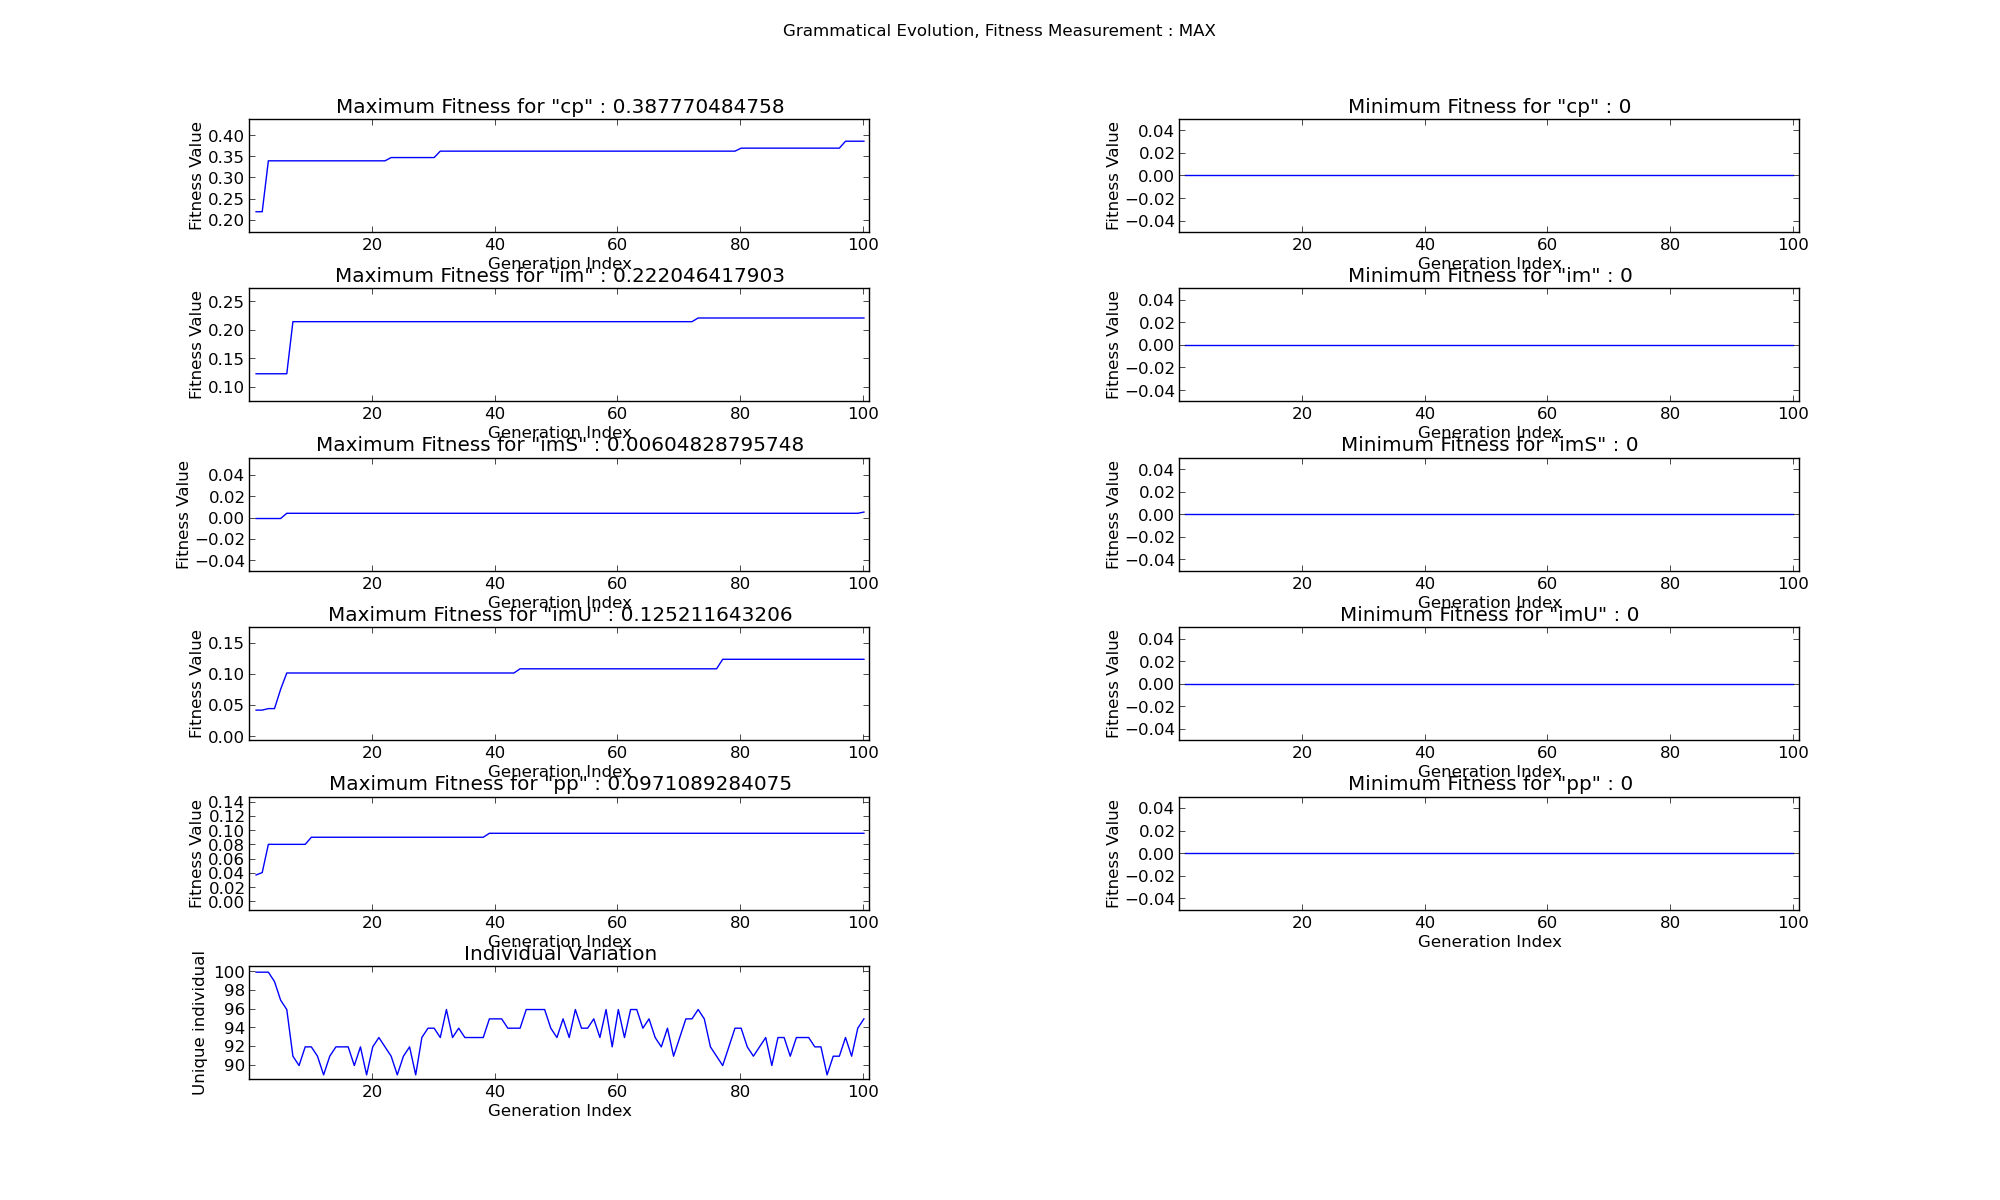 Grammatical Evolution, Fitness Measurement : MAX
Maximum Fitness for "cp" : 0.387770484758
Fitness Value
0.40
0.35
0.30
0.25
0.20
20 40 60 80 100
Generation Index
Minimum Fitness for "cp" : 0
Fitness Value
0.04
0.02
0.00
−0.02
−0.04
20 40 60 80 100
Generation Index
Maximum Fitness for "im" : 0.222046417903
Fitness Value
0.25
0.20
0.15
0.10
20 40 60 80 100
Generation Index
Minimum Fitness for "im" : 0
Fitness Value
0.04
0.02
0.00
−0.02
−0.04
20 40 60 80 100
Generation Index
Maximum Fitness for "imS" : 0.00604828795748
Fitness Value
0.04
0.02
0.00
−0.02
−0.04
20 40 60 80 100
Generation Index
Minimum Fitness for "imS" : 0
Fitness Value
0.04
0.02
0.00
−0.02
−0.04
20 40 60 80 100
Generation Index
Maximum Fitness for "imU" : 0.125211643206
Fitness Value
0.15
0.10
0.05
0.00
20 40 60 80 100
Generation Index
Minimum Fitness for "imU" : 0
Fitness Value
0.04
0.02
0.00
−0.02
−0.04
20 40 60 80 100
Generation Index
Maximum Fitness for "pp" : 0.0971089284075
Fitness Value
0.14
0.12
0.10
0.08
0.06
0.04
0.02
0.00
20 40 60 80 100
Generation Index
Minimum Fitness for "pp" : 0
Fitness Value
0.04
0.02
0.00
−0.02
−0.04
20 40 60 80 100
Generation Index
Individual Variation
Unique individual
100
98
96
94
92
90
20 40 60 80 100
Generation Index